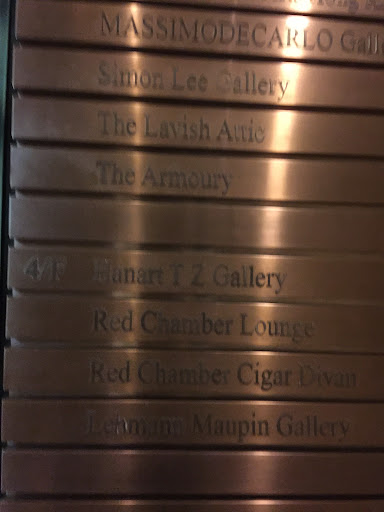 MASSIMODECARLO Gall
Simon Lee Gallery
The Lavish Attic
The Armoury
4/F Hanart T Z Gallery
Red Chamber Lounge
Red Chamber Cigar Divan
Lehmann Maupin Gallery